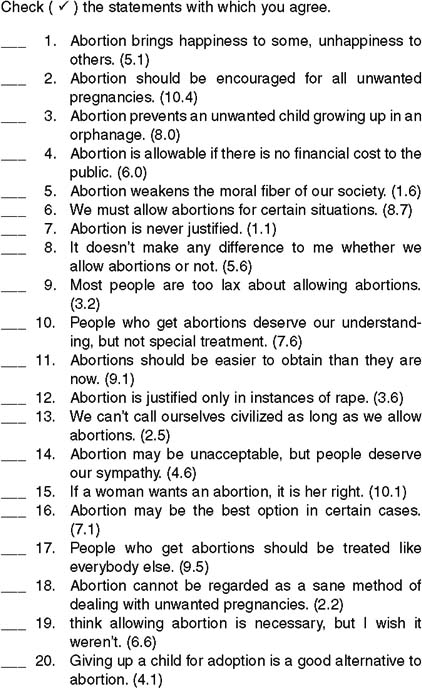 Check ( ✓ ) the statements with which you agree.
___ 1. Abortion brings happiness to some, unhappiness to
others. (5.1)
___ 2. Abortion should be encouraged for all unwanted
pregnancies. (10.4)
___ 3. Abortion prevents an unwanted child growing up in an
orphanage. (8.0)
___ 4. Abortion is allowable if there is no financial cost to the
public. (6.0)
___ 5. Abortion weakens the moral fiber of our society. (1.6)
___ 6. We must allow abortions for certain situations. (8.7)
___ 7. Abortion is never justified. (1.1)
___ 8. It doesn't make any difference to me whether we
allow abortions or not. (5.6)
___ 9. Most people are too lax about allowing abortions.
(3.2)
___ 10. People who get abortions deserve our understand-
ing, but not special treatment. (7.6)
___ 11. Abortions should be easier to obtain than they are
now. (9.1)
___ 12. Abortion is justified only in instances of rape. (3.6)
___ 13. We can't call ourselves civilized as long as we allow
abortions. (2.5)
___ 14. Abortion may be unacceptable, but people deserve
our sympathy. (4.6)
___ 15. If a woman wants an abortion, it is her right. (10.1)
___ 16. Abortion may be the best option in certain cases.
(7.1)
___ 17. People who get abortions should be treated like
everybody else. (9.5)
___ 18. Abortion cannot be regarded as a sane method of
dealing with unwanted pregnancies. (2.2)
___ 19. think allowing abortion is necessary, but I wish it
weren't. (6.6)
___ 20. Giving up a child for adoption is a good alternative to
abortion. (4.1)